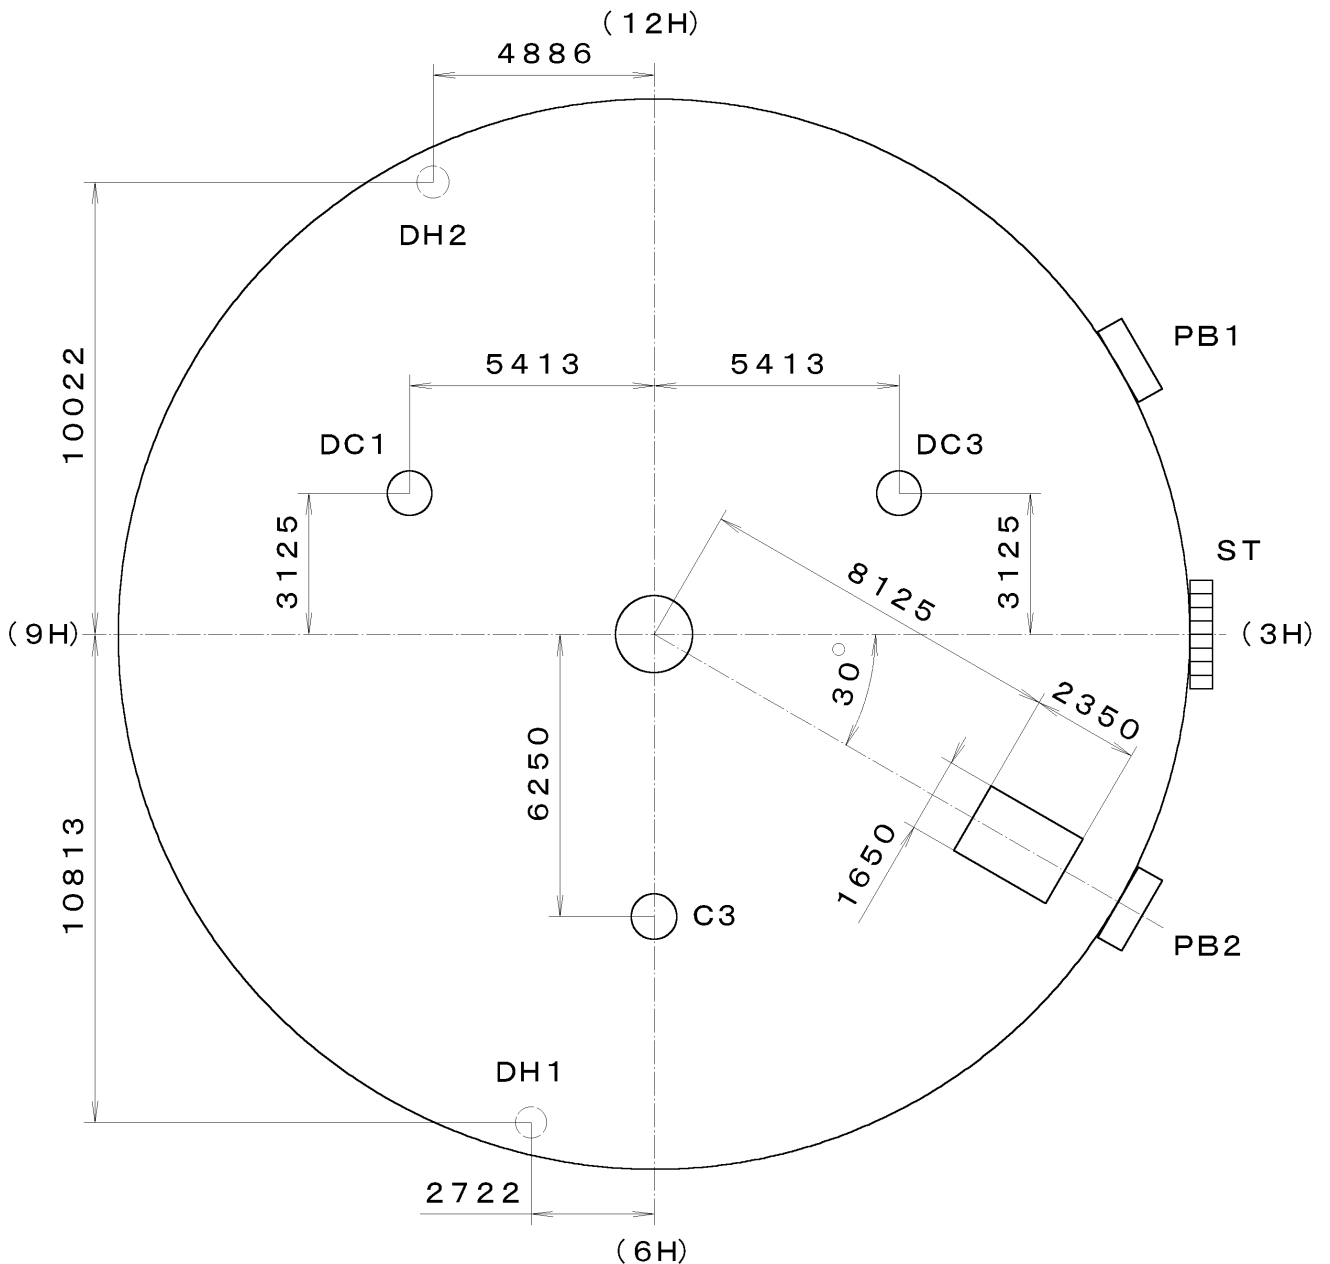 (12H)
4886
DH2
PB1
10022
5413
5413
DC1
DC3
3125
3125
ST
8125
(9H)
(3H)
30°
2350
6250
1650
10813
C3
PB2
DH1
2722
(6H)